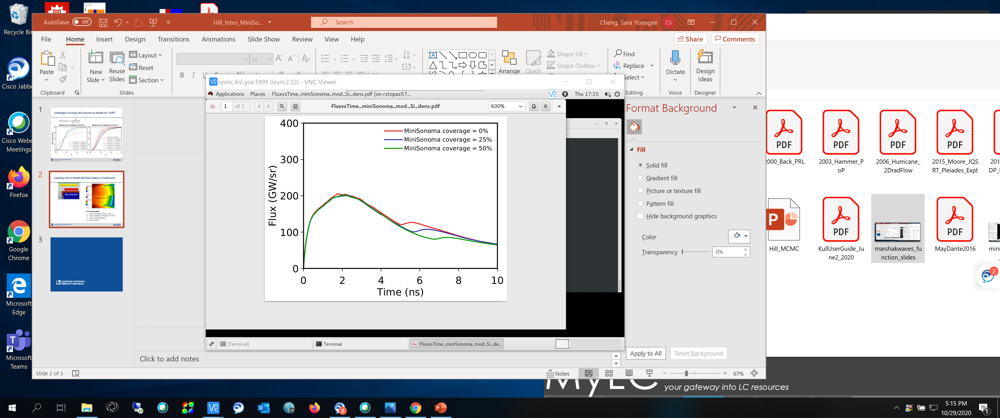 Recycle Bin
Cisco Jabbe
Cisco Webe
Meetings
Firefox
Google
Chrome
Microsoft
Edge
Microsoft
Teams
AutoSave Off
Hill_Intro_MiniSo...
Search
Cheng, Sara Yuengee CS
File Home Insert Design Transitions Animations Slide Show Review View Help
Share Comments
Paste
New
Slide
Reuse
Slides
Layout
Reset
Section
18
Arrange
Quick
Shape Fill
Shape Outline
Find
Replace
Select
Dictate
Design
Ideas
Clipboard Slides Editing Voice Designer
1
Challenges of Using Hill Function to Model ICF "Cliff"
2
Applying UQ to Model Marshak Waves in Hohlraums
UQ parameters
3
Lawrence Livermore
National Laboratory
rzvnc.llnl.gov:5999 (rzvnc2:32) - VNC Viewer
Applications Places FluxvsTime_miniSonoma_mod_Si_dens.pdf (on rztopaz57...
Thu 17:15
1 of 1
FluxvsTime_miniSonoma_mod_Si_dens.pdf
600%
MiniSonoma coverage = 0%
MiniSonoma coverage = 25%
MiniSonoma coverage = 50%
Flux (GW/sr)
400
300
200
100
0
0 2 4 6 8 10
Time (ns)
[Terminal]
Terminal
FluxvsTime_miniSonoma_mod_Si_de...
Format Background
Fill
Solid fill
Gradient fill
Picture or texture fill
Pattern fill
Hide background graphics
Color
Transparency 0%
Apply to All Reset Background
Click to add notes
Slide 2 of 3
Notes
67%
PDF PDF PDF PDF
2000_Back_PRL
2003_Hammer_P
oP
2006_Hurricane_
2DradFlow
2015_Moore_JQS
RT_Pleiades_Expt
201
DP_
PDF PDF
Hill_MCMC
KullUserGuide_Ju
ne2_2020
marshakwaves_fu
nction_slides
MayDante2016
mini
2
MyLC your gateway into LC resources
2
5:15 PM
10/29/2020
1